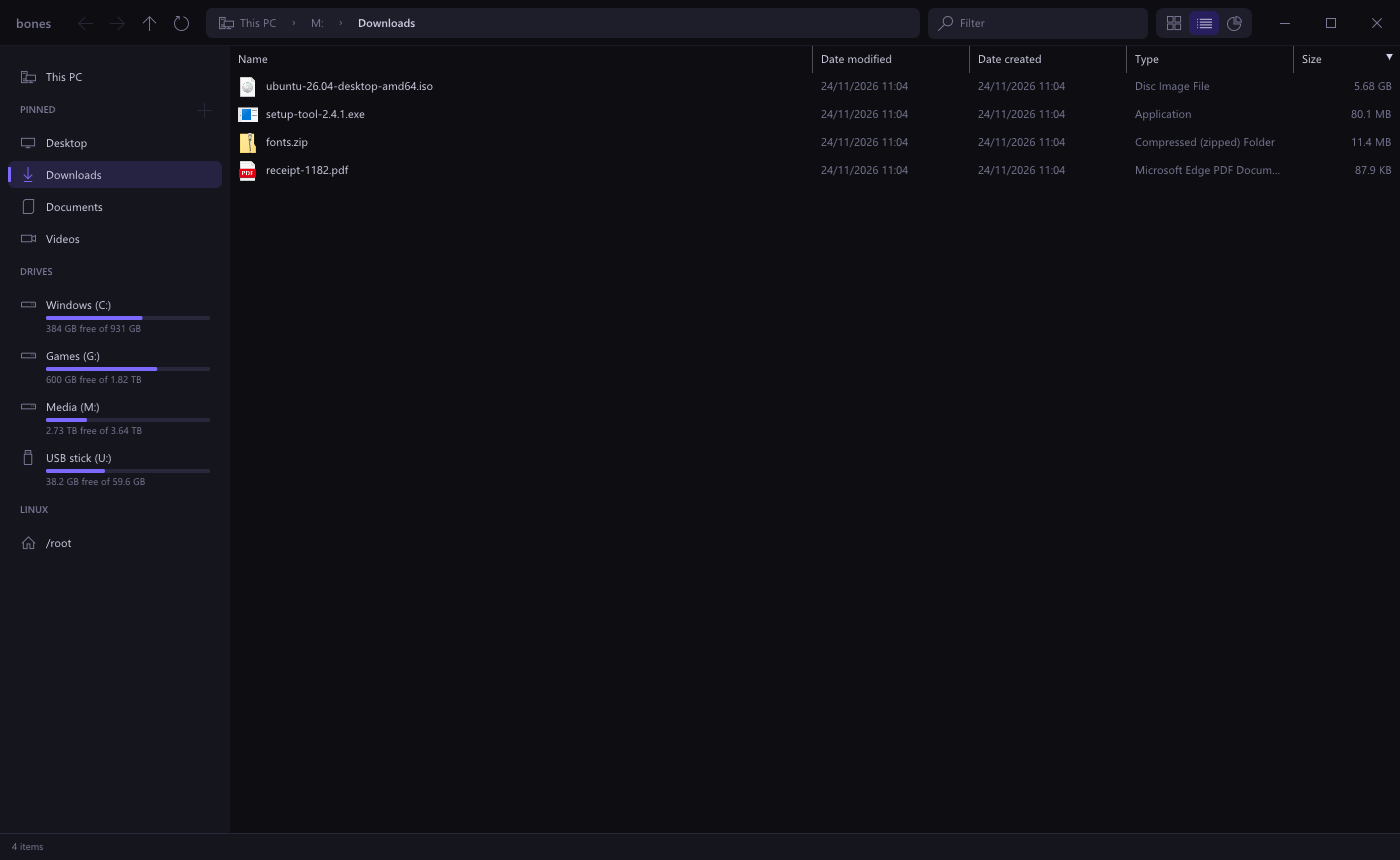 bones
This PC › M: › Downloads
Filter
This PC
PINNED
Desktop
Downloads
Documents
Videos
DRIVES
Windows (C:)
384 GB free of 931 GB
Games (G:)
600 GB free of 1.82 TB
Media (M:)
2.73 TB free of 3.64 TB
USB stick (U:)
38.2 GB free of 59.6 GB
LINUX
/root
Name Date modified Date created Type Size
ubuntu-26.04-desktop-amd64.iso 24/11/2026 11:04 24/11/2026 11:04 Disc Image File 5.68 GB
setup-tool-2.4.1.exe 24/11/2026 11:04 24/11/2026 11:04 Application 80.1 MB
fonts.zip 24/11/2026 11:04 24/11/2026 11:04 Compressed (zipped) Folder 11.4 MB
PDF receipt-1182.pdf 24/11/2026 11:04 24/11/2026 11:04 Microsoft Edge PDF Docum... 87.9 KB
4 items